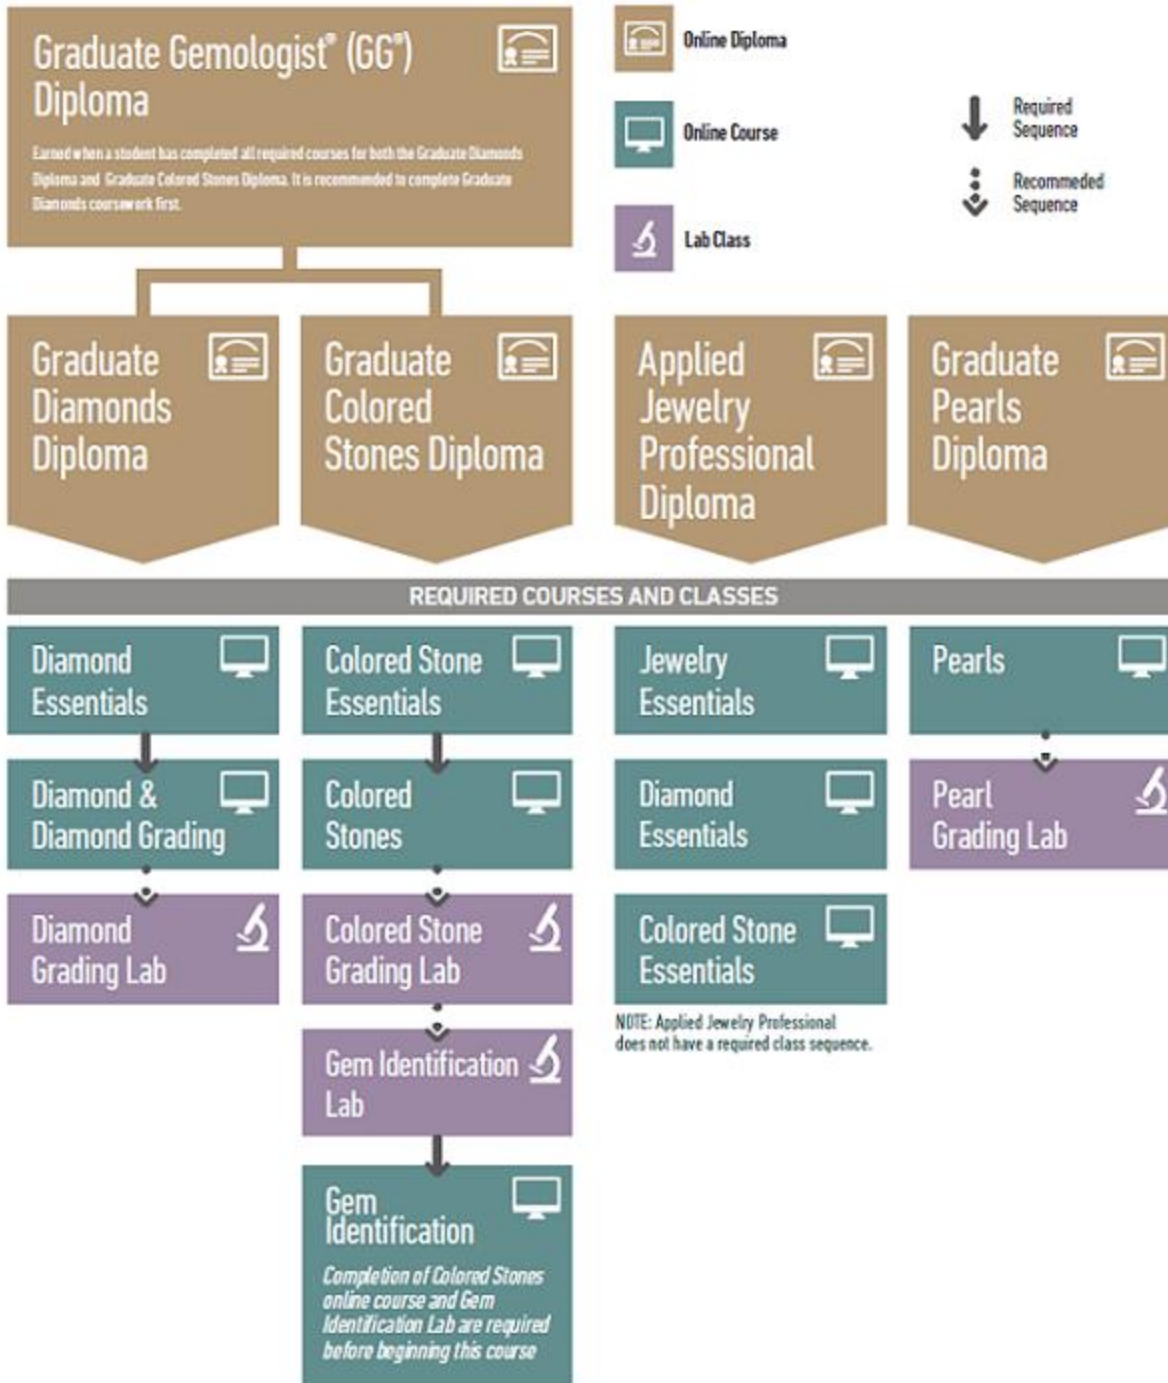 Graduate Gemologist® (GG®)
Diploma
Earned when a student has completed all required courses for both the Graduate Diamonds
Diploma and Graduate Colored Stones Diploma. It is recommended to complete Graduate
Diamonds coursework first.
Online Diploma
Online Course
Lab Class
Required
Sequence
Recommeded
Sequence
Graduate
Diamonds
Diploma
Graduate
Colored
Stones Diploma
Applied
Jewelry
Professional
Diploma
Graduate
Pearls
Diploma
REQUIRED COURSES AND CLASSES
Diamond
Essentials
Diamond &
Diamond Grading
Diamond
Grading Lab
Colored Stone
Essentials
Colored
Stones
Colored Stone
Grading Lab
Gem Identification
Lab
Gem
Identification
Completion of Colored Stones
online course and Gem
Identification Lab are required
before beginning this course
Jewelry
Essentials
Diamond
Essentials
Colored Stone
Essentials
NOTE: Applied Jewelry Professional
does not have a required class sequence.
Pearls
Pearl
Grading Lab